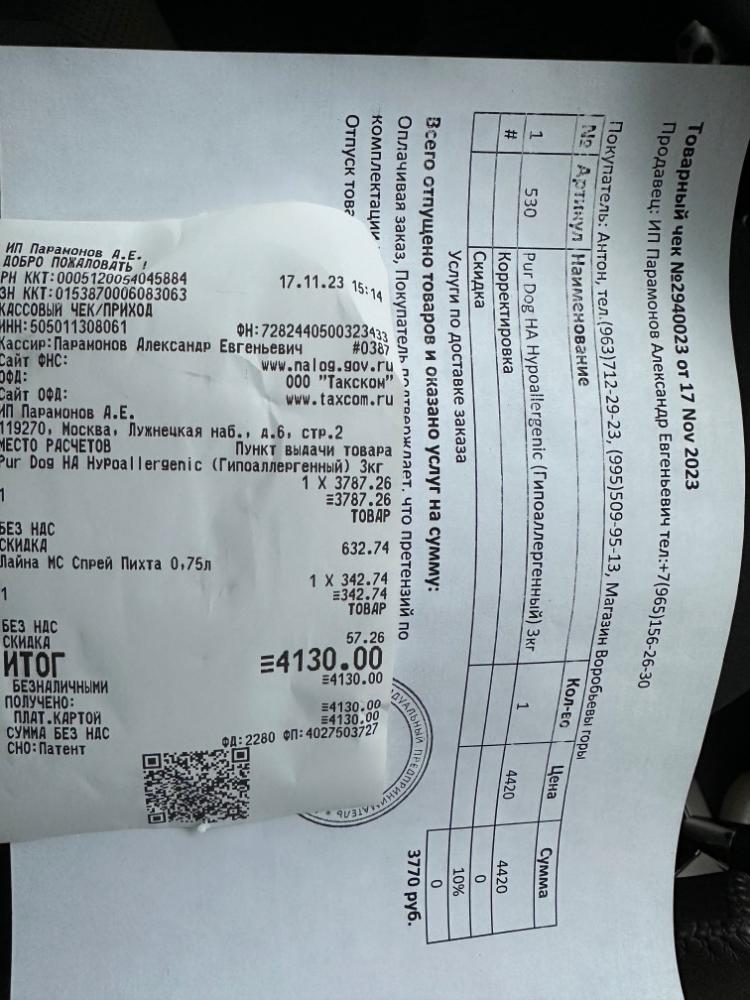 Товарный чек №2940023 от 17 Nov 2023
Продавец: ИП Парамонов Александр Евгеньевич тел:+7(965)156-26-30
Покупатель: Антон, тел.(963)712-29-23, (995)509-95-13, Магазин Воробьевы горы
№ Артикул Наименование Кол-во Цена Сумма
1 530 Pur Dog HA Hypoallergenic (Гипоаллергенный) 3кг 1 4420 4420
# Корректировка 0
Скидка 10%
Услуги по доставке заказа 0
Всего отпущено товаров и оказано услуг на сумму: 3770 руб.
Оплачивая заказ, Покупатель подтверждает, что претензий по
комплектации
Отпуск това
ИП Парамонов А.Е.
ДОБРО ПОЖАЛОВАТЬ !
РН ККТ:0005120054045884 17.11.23 15:14
ЗН ККТ:0153870006083063
КАССОВЫЙ ЧЕК/ПРИХОД
ИНН:505011308061 ФН:7282440500323433
Кассир:Парамонов Александр Евгеньевич #0387
Сайт ФНС: www.nalog.gov.ru
ОФД: ООО "Такском"
Сайт ОФД: www.taxcom.ru
ИП Парамонов А.Е.
119270, Москва, Лужнецкая наб., д.6, стр.2
МЕСТО РАСЧЕТОВ Пункт выдачи товара
Pur Dog HA Hypoallergenic (Гипоаллергенный) 3кг
1 X 3787.26
1 ≡3787.26
ТОВАР
БЕЗ НДС
СКИДКА 632.74
Лайна МС Спрей Пихта 0,75л
1 X 342.74
1 ≡342.74
ТОВАР
БЕЗ НДС
СКИДКА 57.26
ИТОГ ≡4130.00
БЕЗНАЛИЧНЫМИ ≡4130.00
ПОЛУЧЕНО:
ПЛАТ.КАРТОЙ ≡4130.00
СУММА БЕЗ НДС ≡4130.00
СНО:Патент ФД:2280 ФП:4027503727
ДУАЛЬНЫЙ ПРЕДПРИНИМАТЕЛЬ